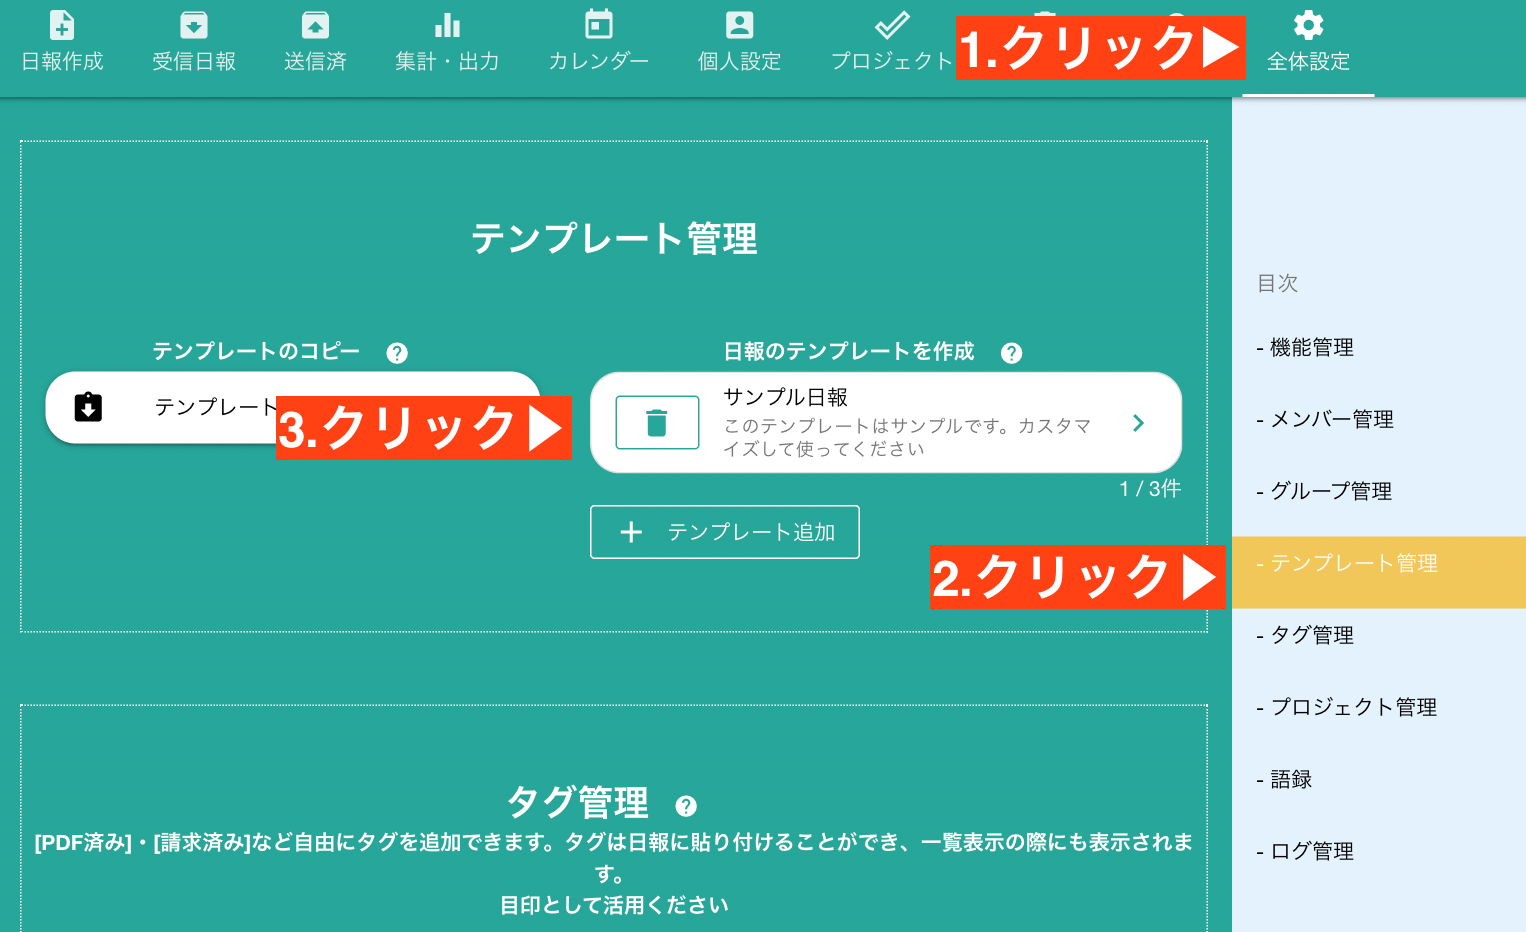 日報作成
受信日報
送信済
集計・出力
カレンダー
個人設定
プロジェクト
1.クリック▶
全体設定
テンプレート管理
テンプレートのコピー ?
テンプレート
3.クリック▶
日報のテンプレートを作成 ?
サンプル日報
このテンプレートはサンプルです。カスタマ
イズして使ってください
1 / 3件
+ テンプレート追加
2.クリック▶
タグ管理 ?
[PDF済み]・[請求済み]など自由にタグを追加できます。タグは日報に貼り付けることができ、一覧表示の際にも表示されま
す。
目印として活用ください
目次
- 機能管理
- メンバー管理
- グループ管理
- テンプレート管理
- タグ管理
- プロジェクト管理
- 語録
- ログ管理